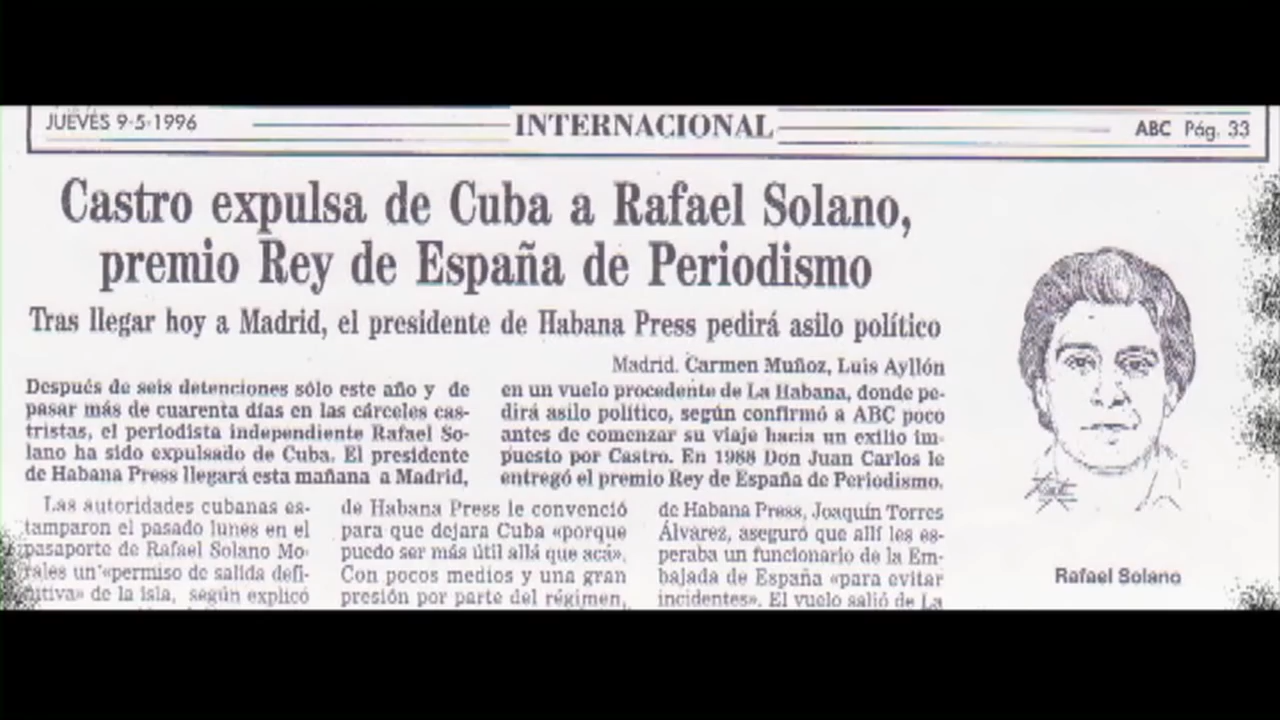 JUEVES 9-5-1996
INTERNACIONAL
ABC Pág. 33
Castro expulsa de Cuba a Rafael Solano,
premio Rey de España de Periodismo
Tras llegar hoy a Madrid, el presidente de Habana Press pedirá asilo político
Madrid. Carmen Muñoz, Luis Ayllón
Después de seis detenciones sólo este año y de
pasar más de cuarenta días en las cárceles cas-
tristas, el periodista independiente Rafael So-
lano ha sido expulsado de Cuba. El presidente
de Habana Press llegará esta mañana a Madrid,
en un vuelo procedente de La Habana, donde pe-
dirá asilo político, según confirmó a ABC poco
antes de comenzar su viaje hacia un exilio im-
puesto por Castro. En 1988 Don Juan Carlos le
entregó el premio Rey de España de Periodismo.
Las autoridades cubanas es-
tamparon el pasado lunes en el
pasaporte de Rafael Solano Mo-
rales un «permiso de salida defi-
nitiva» de la isla, según explicó
de Habana Press le convenció
para que dejara Cuba «porque
puedo ser más útil allá que acá».
Con pocos medios y una gran
presión por parte del régimen,
de Habana Press, Joaquín Torres
Álvarez, aseguró que allí les es-
peraba un funcionario de la Em-
bajada de España «para evitar
incidentes». El vuelo salió de La
Rafael Solano